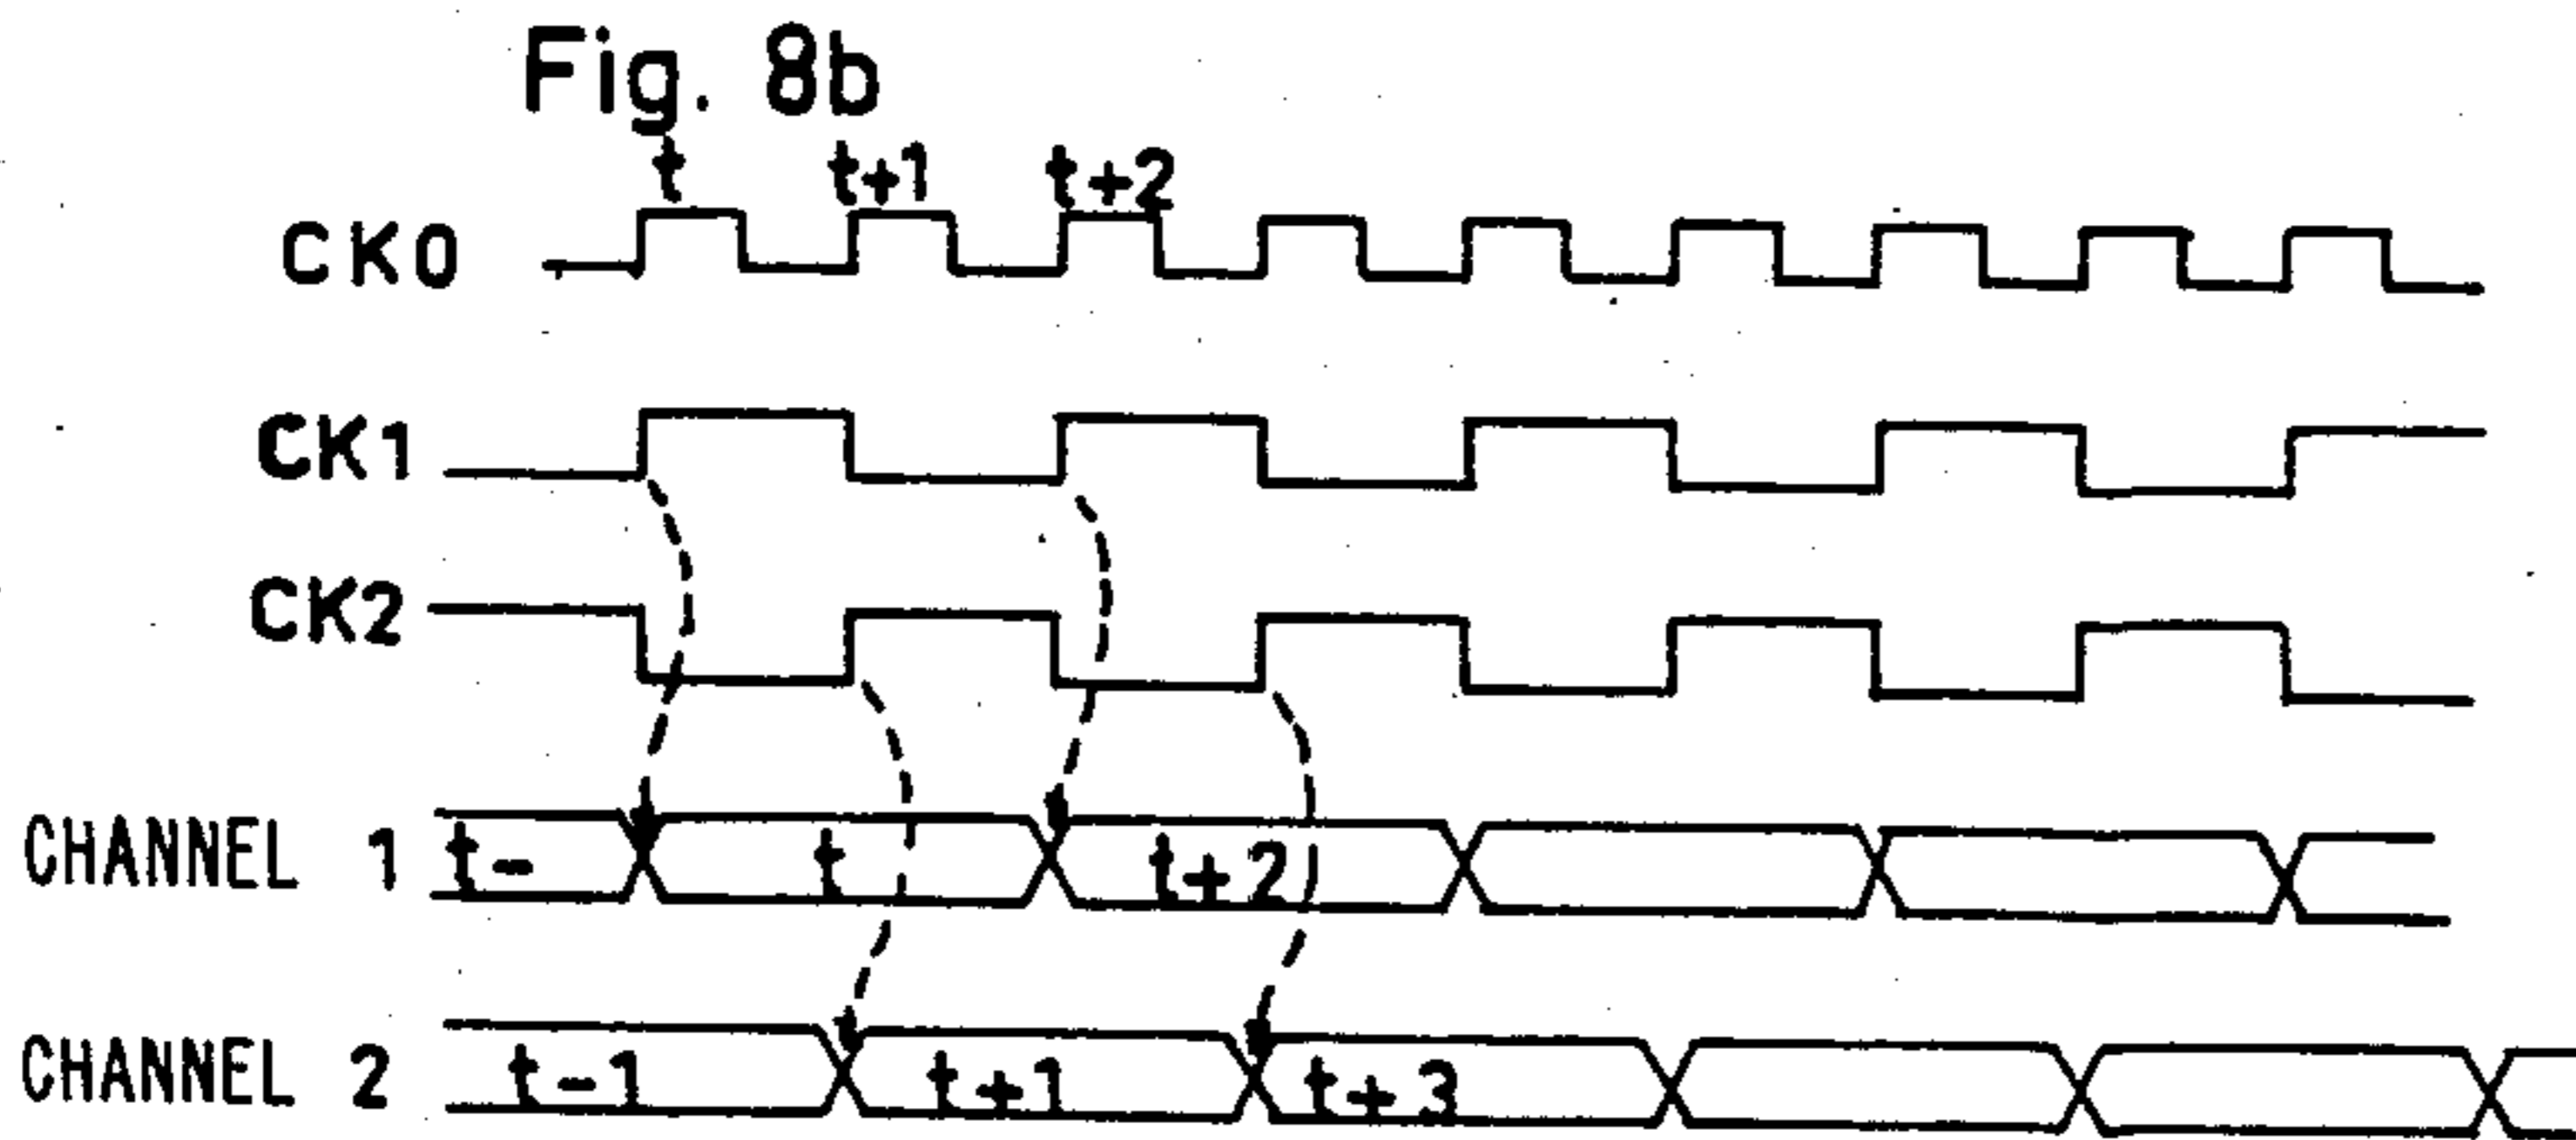 Fig. 8b
t t+1 t+2
CK0
CK1
CK2
CHANNEL 1 t- t t+2
CHANNEL 2 t-1 t+1 t+3